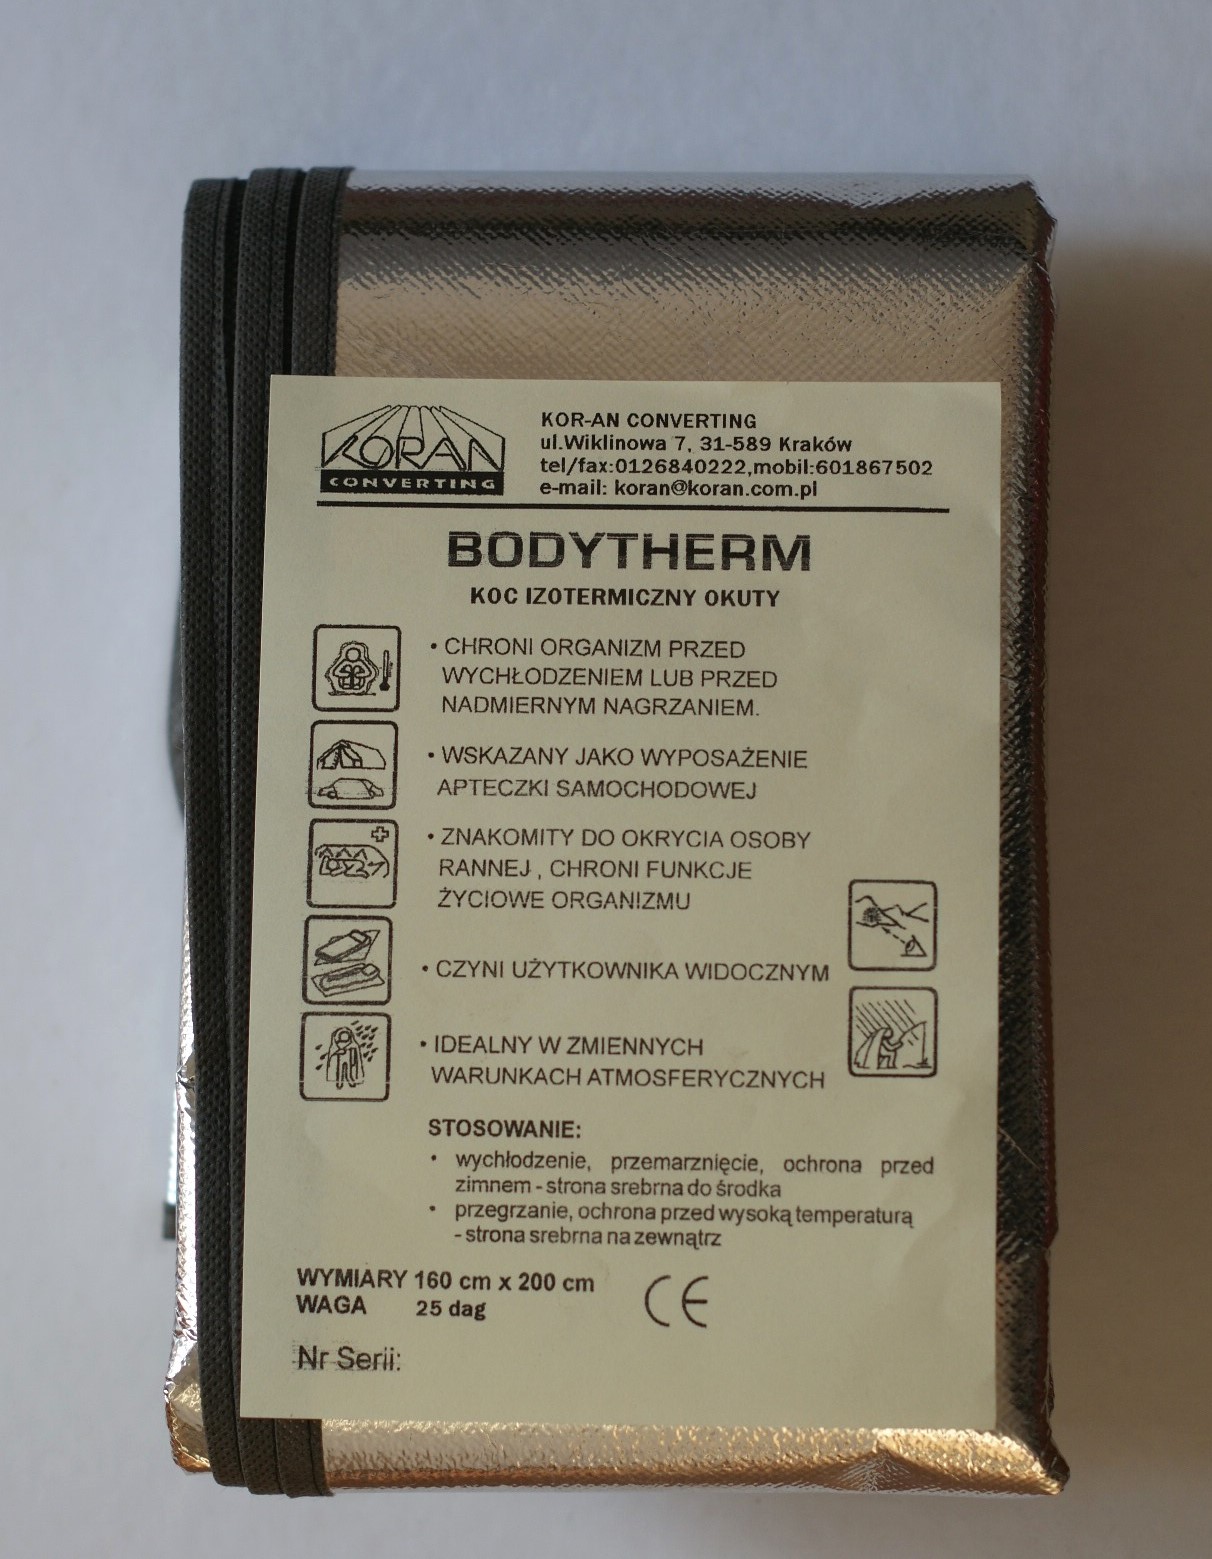 KORAN
CONVERTING
KOR-AN CONVERTING
ul.Wiklinowa 7, 31-589 Kraków
tel/fax:0126840222,mobil:601867502
e-mail: koran@koran.com.pl
BODYTHERM
KOC IZOTERMICZNY OKUTY
• CHRONI ORGANIZM PRZED
WYCHŁODZENIEM LUB PRZED
NADMIERNYM NAGRZANIEM.
• WSKAZANY JAKO WYPOSAŻENIE
APTECZKI SAMOCHODOWEJ
• ZNAKOMITY DO OKRYCIA OSOBY
RANNEJ , CHRONI FUNKCJE
ŻYCIOWE ORGANIZMU
• CZYNI UŻYTKOWNIKA WIDOCZNYM
• IDEALNY W ZMIENNYCH
WARUNKACH ATMOSFERYCZNYCH
STOSOWANIE:
• wychłodzenie, przemarznięcie, ochrona przed
zimnem - strona srebrna do środka
• przegrzanie, ochrona przed wysoką temperaturą
- strona srebrna na zewnątrz
WYMIARY 160 cm x 200 cm
WAGA 25 dag
CE
Nr Serii: